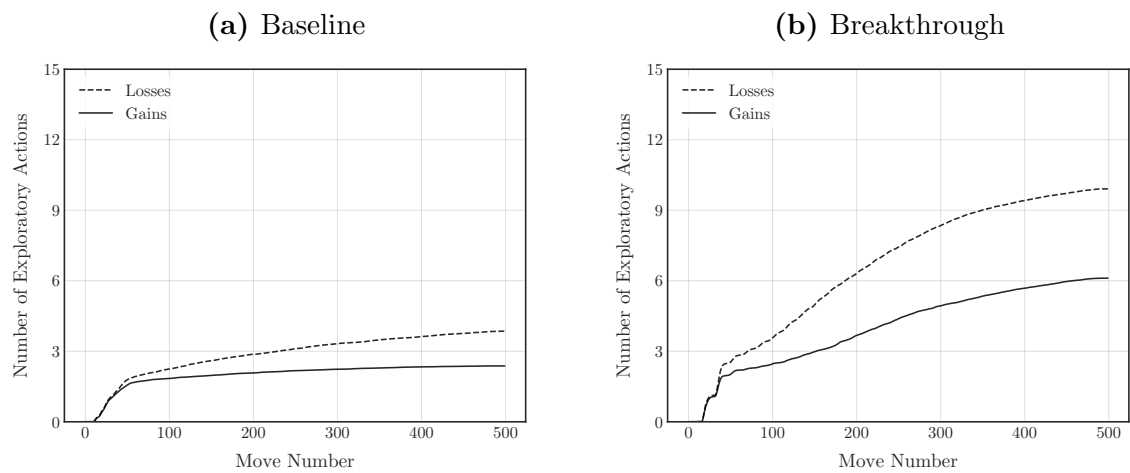 (a) Baseline
Number of Exploratory Actions
15
12
9
6
3
0
Losses
Gains
0 100 200 300 400 500
Move Number
(b) Breakthrough
Number of Exploratory Actions
15
12
9
6
3
0
Losses
Gains
0 100 200 300 400 500
Move Number